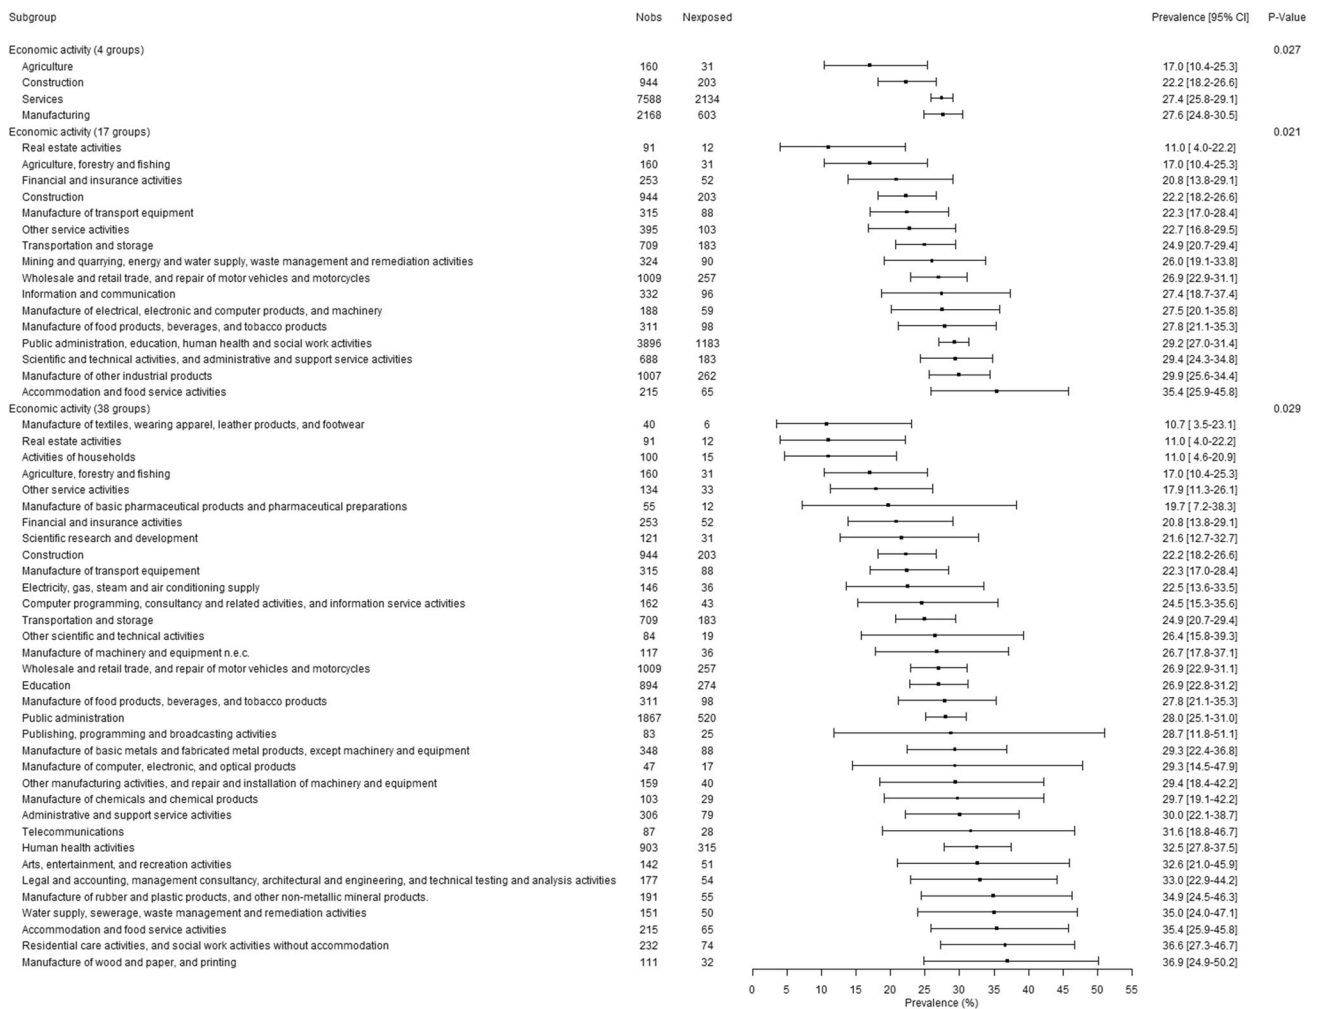 Subgroup Nobs Nexposed Prevalence [95% CI] P-Value
Economic activity (4 groups) 0.027
Agriculture 160 31 17.0 [10.4-25.3]
Construction 944 203 22.2 [18.2-26.6]
Services 7588 2134 27.4 [25.8-29.1]
Manufacturing 2168 603 27.6 [24.8-30.5]
Economic activity (17 groups) 0.021
Real estate activities 91 12 11.0 [ 4.0-22.2]
Agriculture, forestry and fishing 160 31 17.0 [10.4-25.3]
Financial and insurance activities 253 52 20.8 [13.8-29.1]
Construction 944 203 22.2 [18.2-26.6]
Manufacture of transport equipment 315 88 22.3 [17.0-28.4]
Other service activities 395 103 22.7 [16.8-29.5]
Transportation and storage 709 183 24.9 [20.7-29.4]
Mining and quarrying, energy and water supply, waste management and remediation activities 324 90 26.0 [19.1-33.8]
Wholesale and retail trade, and repair of motor vehicles and motorcycles 1009 257 26.9 [22.9-31.1]
Information and communication 332 96 27.4 [18.7-37.4]
Manufacture of electrical, electronic and computer products, and machinery 188 59 27.5 [20.1-35.8]
Manufacture of food products, beverages, and tobacco products 311 98 27.8 [21.1-35.3]
Public administration, education, human health and social work activities 3896 1183 29.2 [27.0-31.4]
Scientific and technical activities, and administrative and support service activities 688 183 29.4 [24.3-34.8]
Manufacture of other industrial products 1007 262 29.9 [25.6-34.4]
Accommodation and food service activities 215 65 35.4 [25.9-45.8]
Economic activity (38 groups) 0.029
Manufacture of textiles, wearing apparel, leather products, and footwear 40 6 10.7 [ 3.5-23.1]
Real estate activities 91 12 11.0 [ 4.0-22.2]
Activities of households 100 15 11.0 [ 4.6-20.9]
Agriculture, forestry and fishing 160 31 17.0 [10.4-25.3]
Other service activities 134 33 17.9 [11.3-26.1]
Manufacture of basic pharmaceutical products and pharmaceutical preparations 55 12 19.7 [ 7.2-38.3]
Financial and insurance activities 253 52 20.8 [13.8-29.1]
Scientific research and development 121 31 21.6 [12.7-32.7]
Construction 944 203 22.2 [18.2-26.6]
Manufacture of transport equipement 315 88 22.3 [17.0-28.4]
Electricity, gas, steam and air conditioning supply 146 36 22.5 [13.6-33.5]
Computer programming, consultancy and related activities, and information service activities 162 43 24.5 [15.3-35.6]
Transportation and storage 709 183 24.9 [20.7-29.4]
Other scientific and technical activities 84 19 26.4 [15.8-39.3]
Manufacture of machinery and equipment n.e.c. 117 36 26.7 [17.8-37.1]
Wholesale and retail trade, and repair of motor vehicles and motorcycles 1009 257 26.9 [22.9-31.1]
Education 894 274 26.9 [22.8-31.2]
Manufacture of food products, beverages, and tobacco products 311 98 27.8 [21.1-35.3]
Public administration 1867 520 28.0 [25.1-31.0]
Publishing, programming and broadcasting activities 83 25 28.7 [11.8-51.1]
Manufacture of basic metals and fabricated metal products, except machinery and equipment 348 88 29.3 [22.4-36.8]
Manufacture of computer, electronic, and optical products 47 17 29.3 [14.5-47.9]
Other manufacturing activities, and repair and installation of machinery and equipment 159 40 29.4 [18.4-42.2]
Manufacture of chemicals and chemical products 103 29 29.7 [19.1-42.2]
Administrative and support service activities 306 79 30.0 [22.1-38.7]
Telecommunications 87 28 31.6 [18.8-46.7]
Human health activities 903 315 32.5 [27.8-37.5]
Arts, entertainment, and recreation activities 142 51 32.6 [21.0-45.9]
Legal and accounting, management consultancy, architectural and engineering, and technical testing and analysis activities 177 54 33.0 [22.9-44.2]
Manufacture of rubber and plastic products, and other non-metallic mineral products. 191 55 34.9 [24.5-46.3]
Water supply, sewerage, waste management and remediation activities 151 50 35.0 [24.0-47.1]
Accommodation and food service activities 215 65 35.4 [25.9-45.8]
Residential care activities, and social work activities without accommodation 232 74 36.6 [27.3-46.7]
Manufacture of wood and paper, and printing 111 32 36.9 [24.9-50.2]
0 5 10 15 20 25 30 35 40 45 50 55
Prevalence (%)